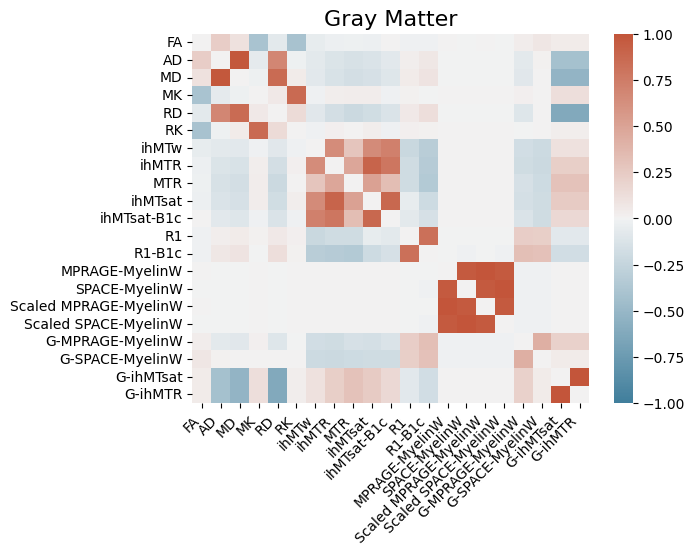 Gray Matter
FA
AD
MD
MK
RD
RK
ihMTw
ihMTR
MTR
ihMTsat
ihMTsat-B1c
R1
R1-B1c
MPRAGE-MyelinW
SPACE-MyelinW
Scaled MPRAGE-MyelinW
Scaled SPACE-MyelinW
G-MPRAGE-MyelinW
G-SPACE-MyelinW
G-ihMTsat
G-ihMTR
FA
AD
MD
MK
RD
RK
ihMTw
ihMTR
MTR
ihMTsat
ihMTsat-B1c
R1
R1-B1c
MPRAGE-MyelinW
SPACE-MyelinW
Scaled MPRAGE-MyelinW
Scaled SPACE-MyelinW
G-MPRAGE-MyelinW
G-SPACE-MyelinW
G-ihMTsat
G-ihMTR
1.00
0.75
0.50
0.25
0.00
−0.25
−0.50
−0.75
−1.00